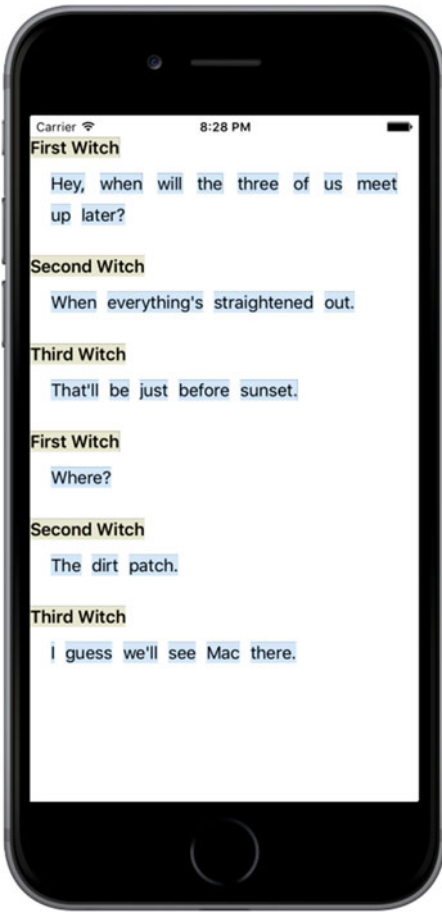 Carrier 8:28 PM
First Witch
Hey, when will the three of us meet
up later?
Second Witch
When everything's straightened out.
Third Witch
That'll be just before sunset.
First Witch
Where?
Second Witch
The dirt patch.
Third Witch
I guess we'll see Mac there.